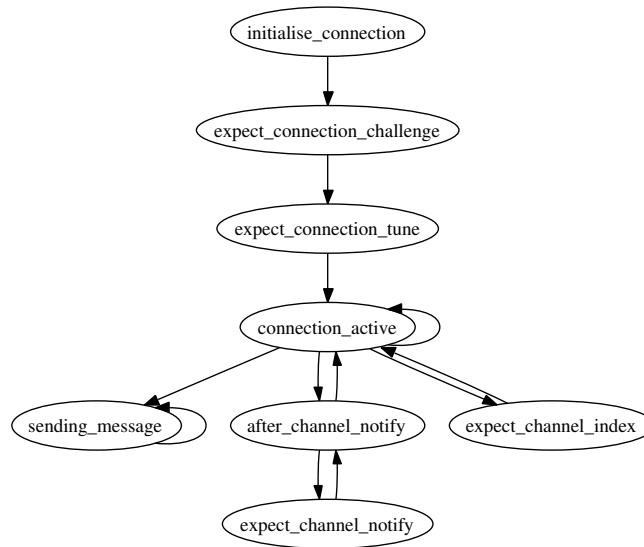 initialise_connection
expect_connection_challenge
expect_connection_tune
connection_active
sending_message
after_channel_notify
expect_channel_index
expect_channel_notify